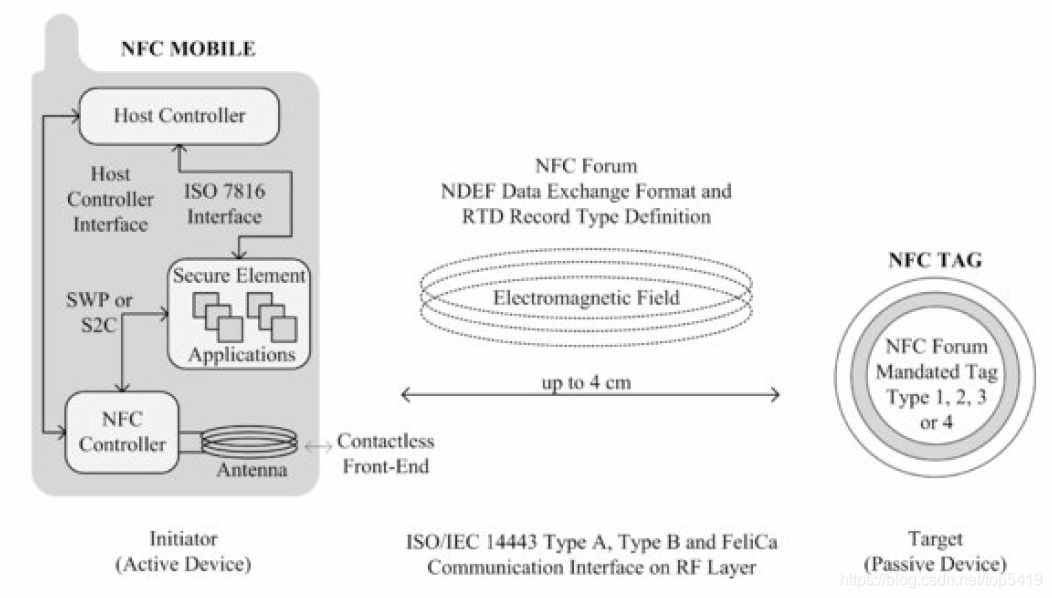 NFC MOBILE
Host Controller
Host
Controller
Interface
ISO 7816
Interface
Secure Element
Applications
SWP or
S2C
NFC
Controller
Antenna
Contactless
Front-End
Initiator
(Active Device)
NFC Forum
NDEF Data Exchange Format and
RTD Record Type Definition
Electromagnetic Field
up to 4 cm
ISO/IEC 14443 Type A, Type B and FeliCa
Communication Interface on RF Layer
NFC TAG
NFC Forum
Mandated Tag
Type 1, 2, 3
or 4
Target
(Passive Device)
https://blog.csdn.net/top5419